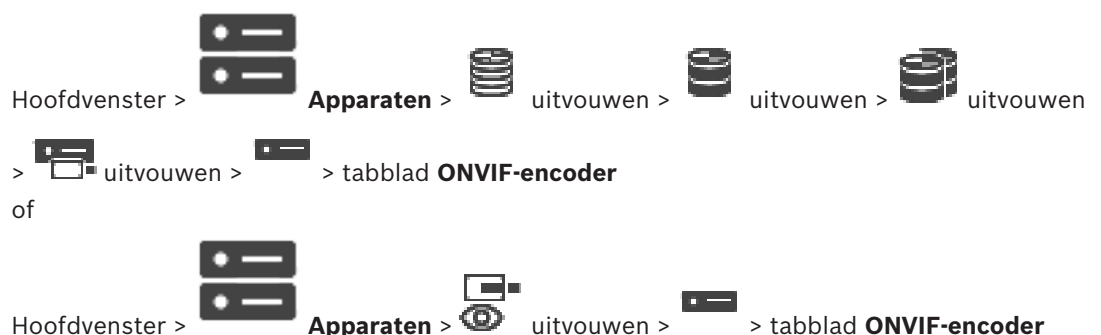 Hoofdvenster > Apparaten > uitvouwen > uitvouwen > uitvouwen
> uitvouwen > > tabblad ONVIF-encoder
of
Hoofdvenster > Apparaten > uitvouwen > > tabblad ONVIF-encoder